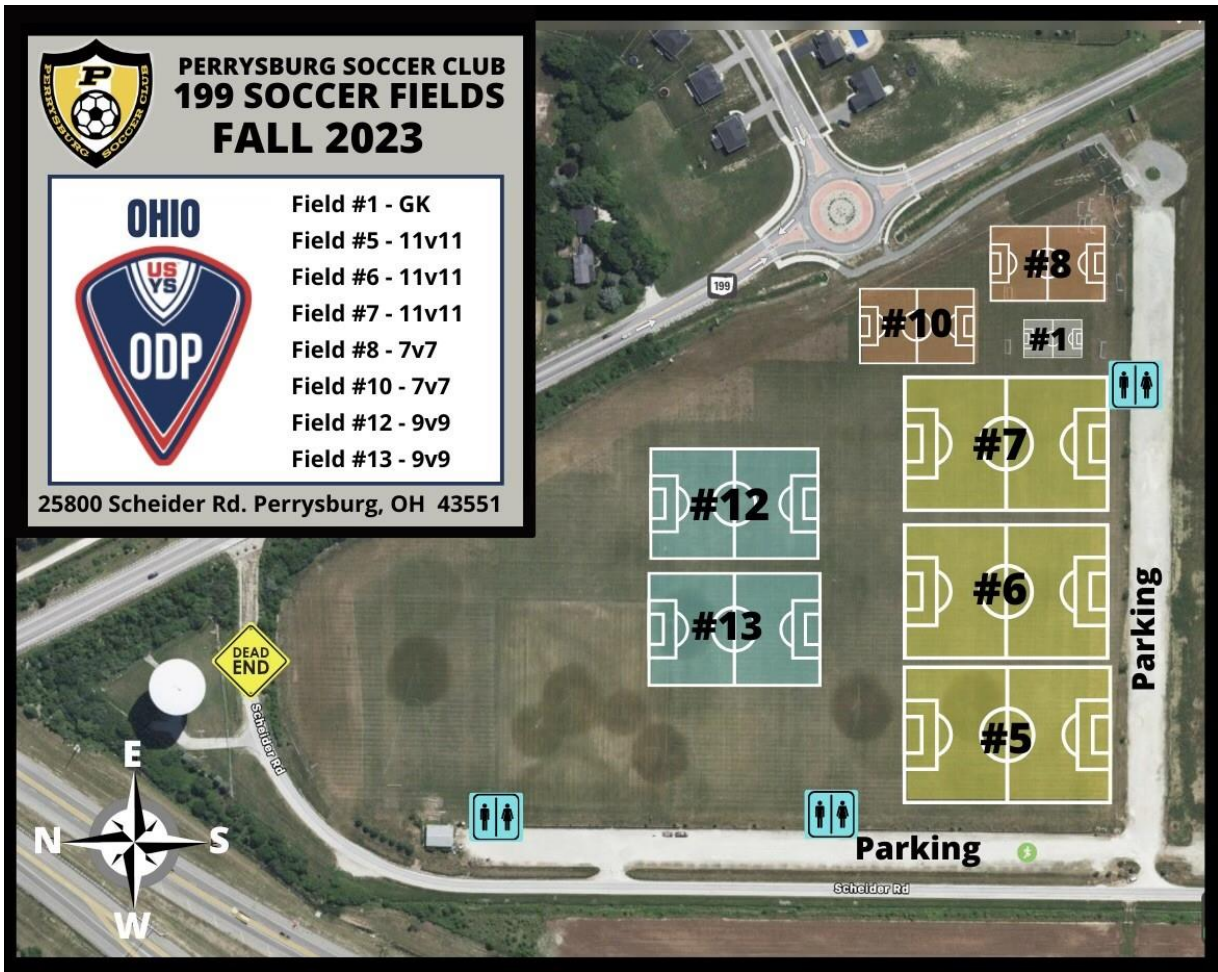 PERRYSBURG SOCCER CLUB
199 SOCCER FIELDS
FALL 2023
P
PERRYSBURG SOCCER CLUB
OHIO
US
YS
ODP
Field #1 - GK
Field #5 - 11v11
Field #6 - 11v11
Field #7 - 11v11
Field #8 - 7v7
Field #10 - 7v7
Field #12 - 9v9
Field #13 - 9v9
25800 Scheider Rd. Perrysburg, OH 43551
199
#8
#10
#1
#7
#12
#6
#13
#5
Parking
DEAD
END
Scheider Rd
E
N
S
W
Parking
Scheider Rd